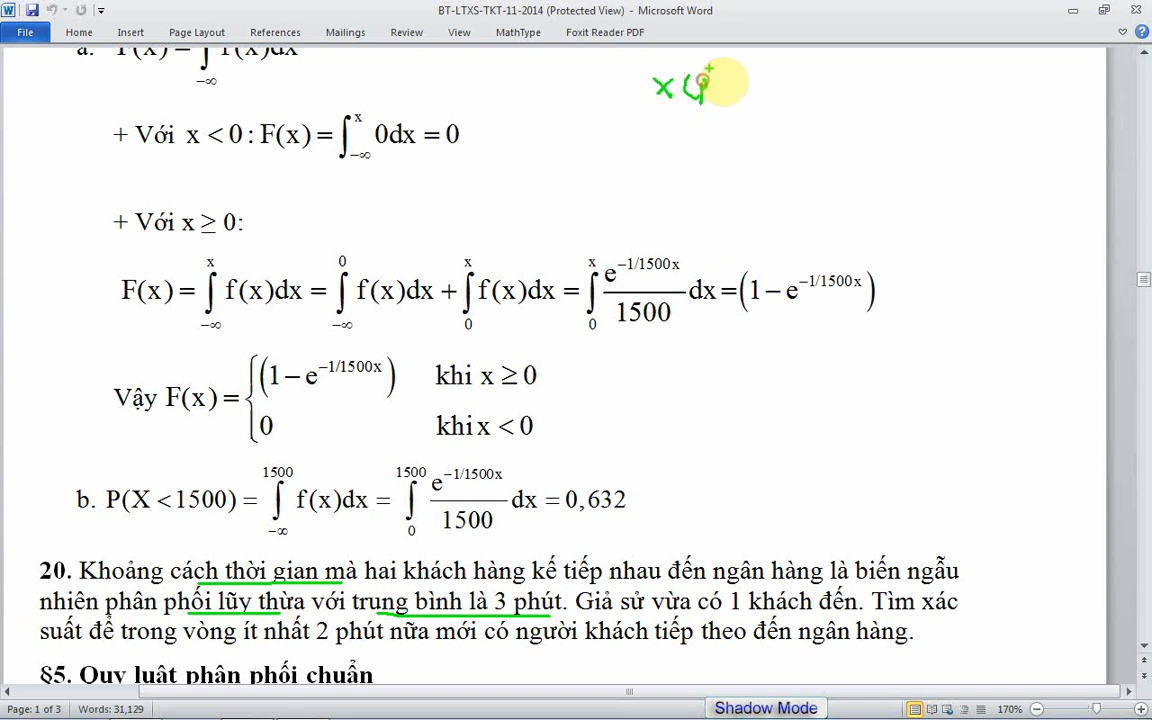 BT-LTXS-TKT-11-2014 (Protected View) - Microsoft Word
File Home Insert Page Layout References Mailings Review View MathType Foxit Reader PDF
a. F(x) = ∫_{−∞} f(x)dx
x
+ Với x < 0 : F(x) = ∫_{−∞}^{x} 0dx = 0
+ Với x ≥ 0:
F(x) = ∫_{−∞}^{x} f(x)dx = ∫_{−∞}^{0} f(x)dx + ∫_{0}^{x} f(x)dx = ∫_{0}^{x} e^{−1/1500x}/1500 dx = (1 − e^{−1/1500x})
Vậy F(x) = { (1 − e^{−1/1500x}) khi x ≥ 0
0 khi x < 0
b. P(X < 1500) = ∫_{−∞}^{1500} f(x)dx = ∫_{0}^{1500} e^{−1/1500x}/1500 dx = 0,632
20. Khoảng cách thời gian mà hai khách hàng kế tiếp nhau đến ngân hàng là biến ngẫu
nhiên phân phối lũy thừa với trung bình là 3 phút. Giả sử vừa có 1 khách đến. Tìm xác
suất để trong vòng ít nhất 2 phút nữa mới có người khách tiếp theo đến ngân hàng.
§5. Quy luật phân phối chuẩn
Page: 1 of 3 Words: 31,129 Shadow Mode 170%